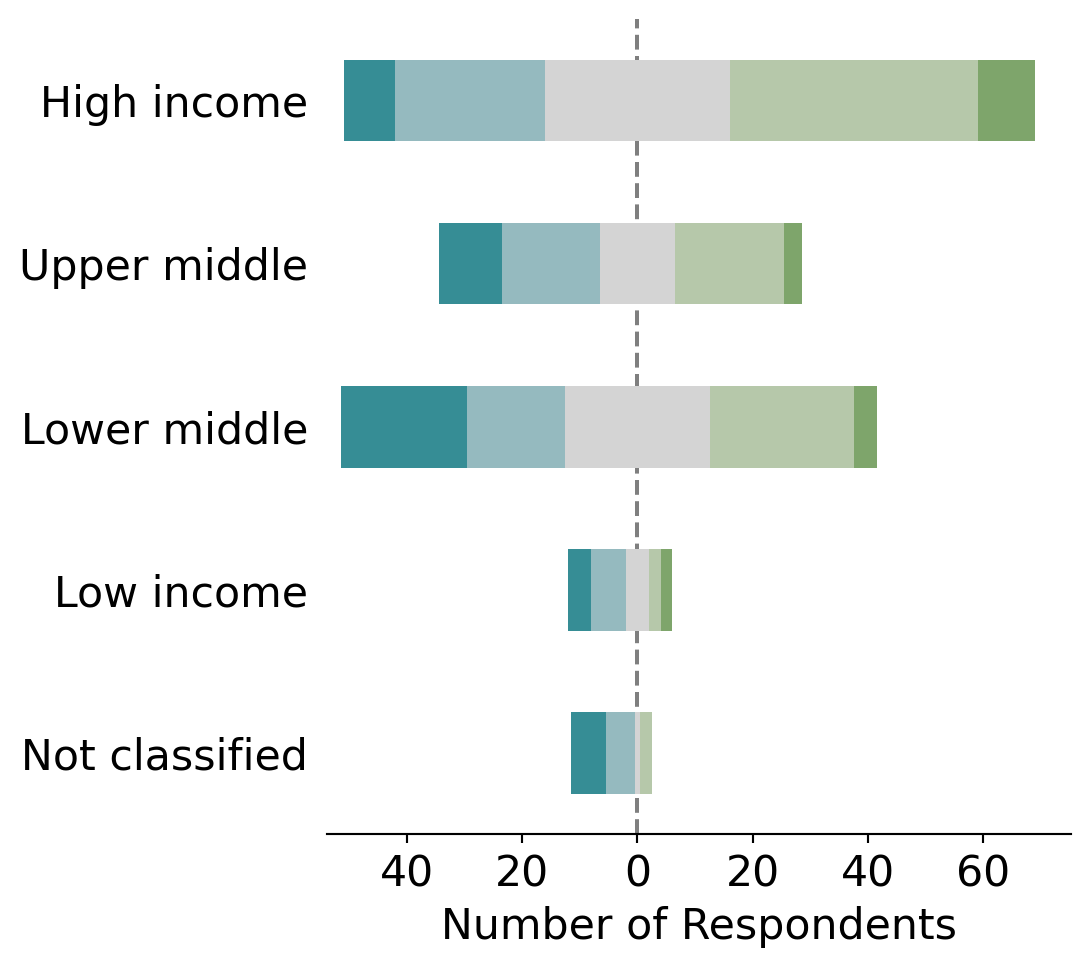 High income
Upper middle
Lower middle
Low income
Not classified
40 20 0 20 40 60
Number of Respondents